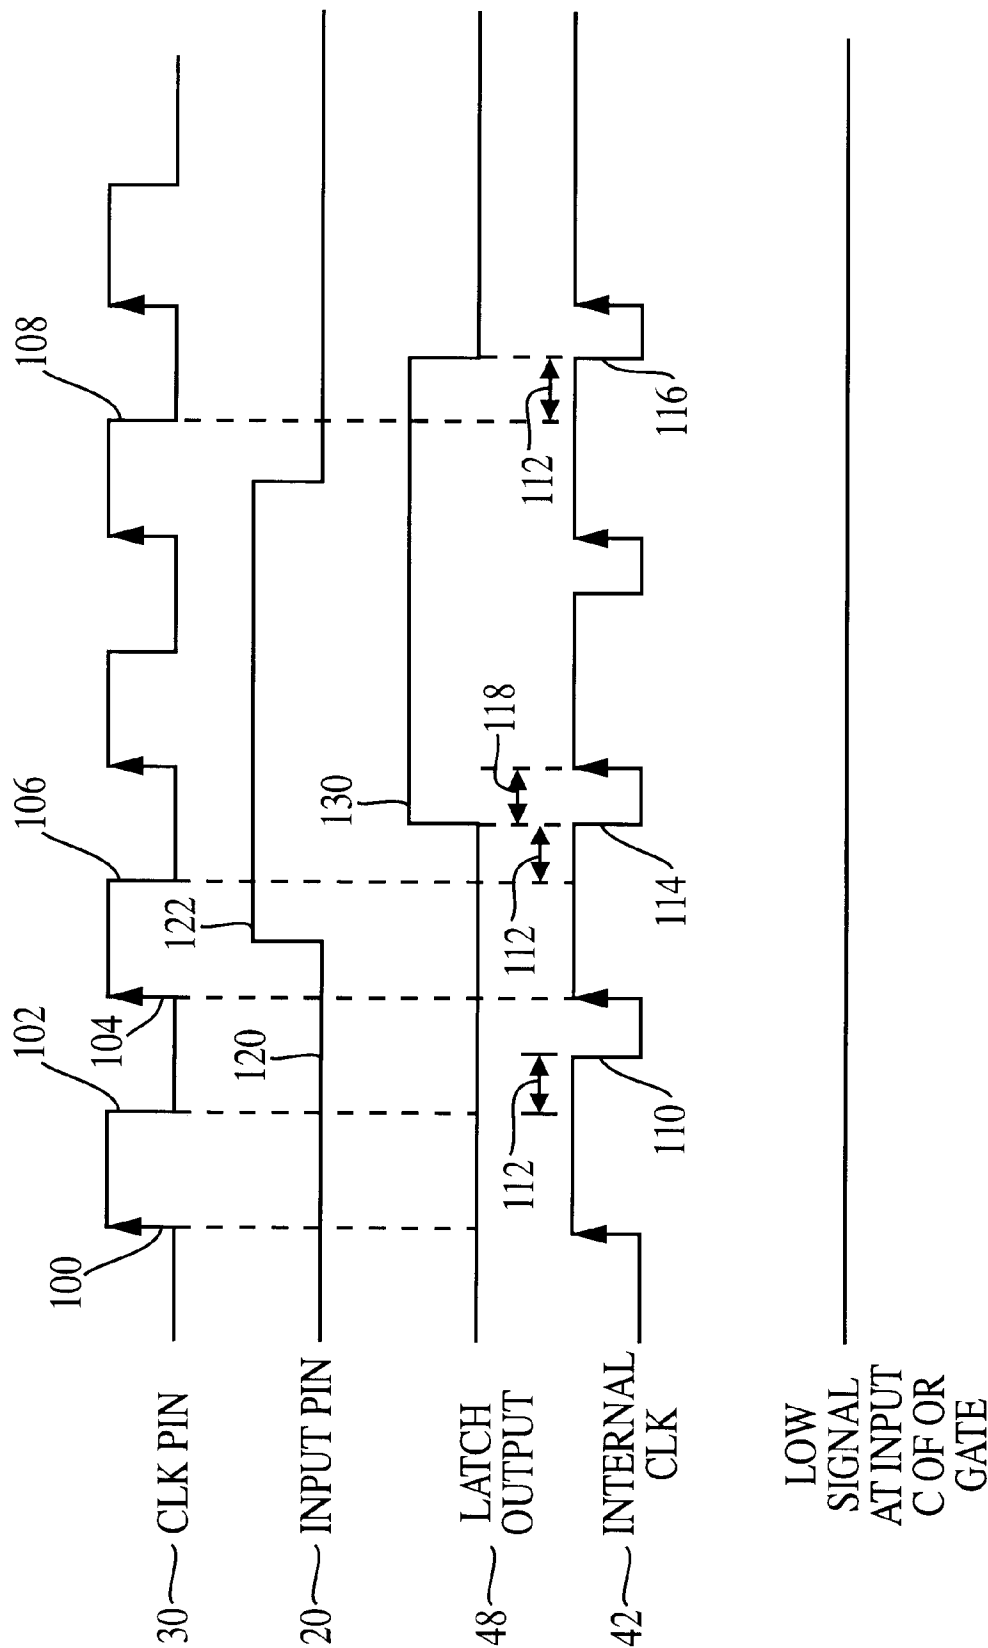 30 CLK PIN
100
102
104
106
108
20 INPUT PIN
120
122
48 LATCH
OUTPUT
130
112
112
118
112
42 INTERNAL
CLK
110
114
116
LOW
SIGNAL
AT INPUT
C OF OR
GATE